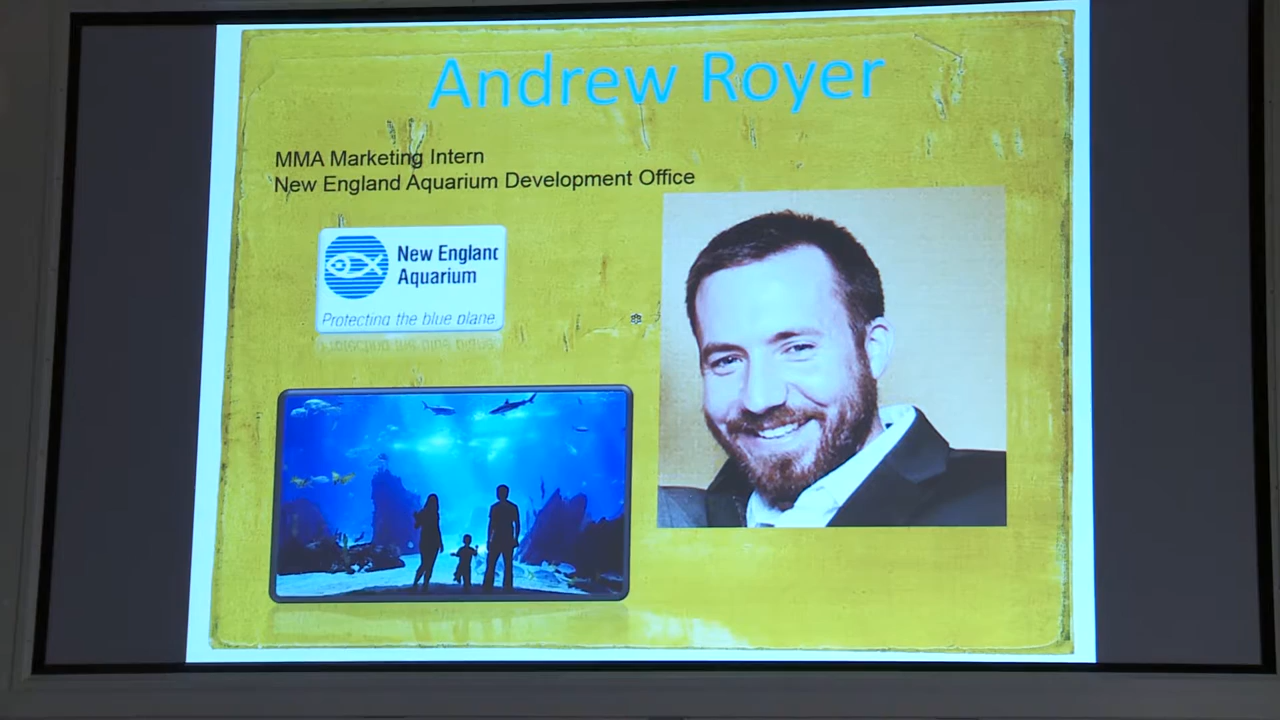 Andrew Royer
MMA Marketing Intern
New England Aquarium Development Office
New England
Aquarium
Protecting the blue plane